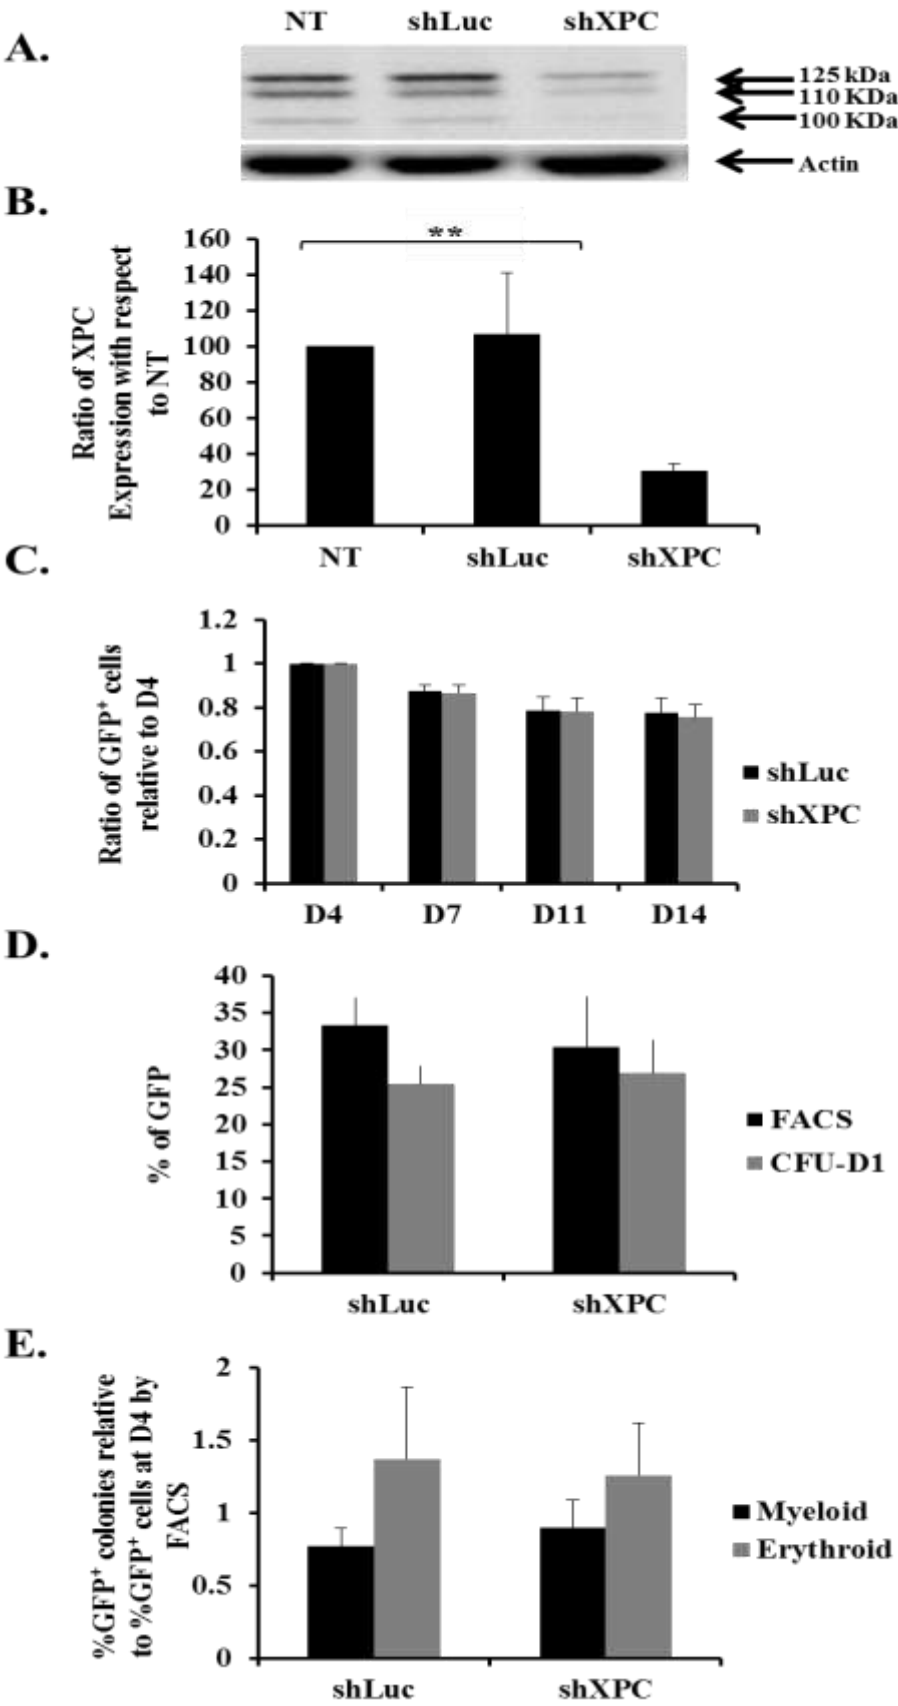 NT shLuc shXPC
A.
125 kDa
110 KDa
100 KDa
Actin
B.
**
160
140
120
100
80
60
40
20
0
Ratio of XPC
Expression with respect
to NT
NT shLuc shXPC
C.
1.2
1
0.8
0.6
0.4
0.2
0
Ratio of GFP+ cells
relative to D4
shLuc
shXPC
D4 D7 D11 D14
D.
40
35
30
25
20
15
10
5
0
% of GFP
FACS
CFU-D1
shLuc shXPC
E.
2
1.5
1
0.5
0
%GFP+ colonies relative
to %GFP+ cells at D4 by
FACS
Myeloid
Erythroid
shLuc shXPC